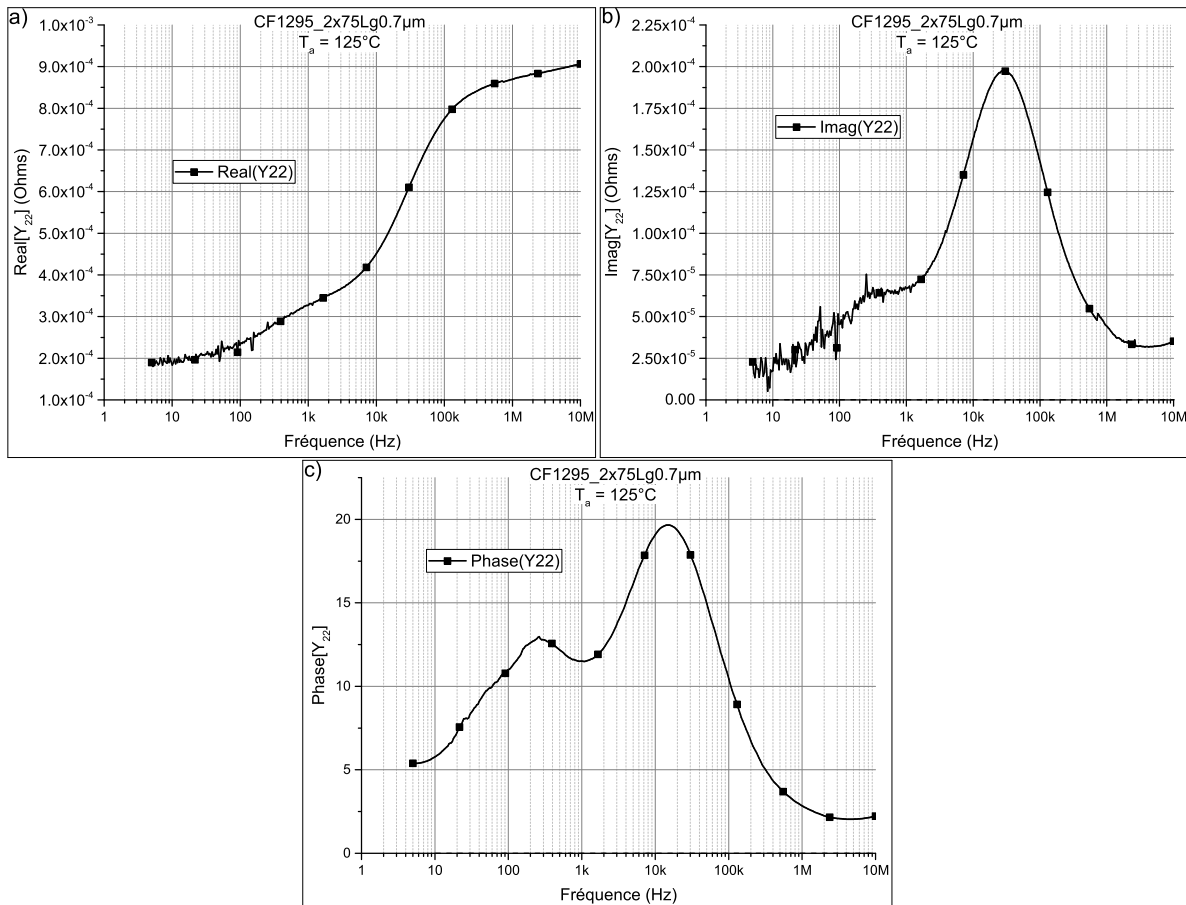 a)
CF1295_2x75Lg0.7µm
Tₐ = 125°C
1.0x10⁻³
9.0x10⁻⁴
8.0x10⁻⁴
7.0x10⁻⁴
6.0x10⁻⁴
5.0x10⁻⁴
4.0x10⁻⁴
3.0x10⁻⁴
2.0x10⁻⁴
1.0x10⁻⁴
Real[Y₂₂] (Ohms)
Real(Y22)
1 10 100 1k 10k 100k 1M 10M
Fréquence (Hz)
b)
CF1295_2x75Lg0.7µm
Tₐ = 125°C
2.25x10⁻⁴
2.00x10⁻⁴
1.75x10⁻⁴
1.50x10⁻⁴
1.25x10⁻⁴
1.00x10⁻⁴
7.50x10⁻⁵
5.00x10⁻⁵
2.50x10⁻⁵
0.00
Imag[Y₂₂] (Ohms)
Imag(Y22)
1 10 100 1k 10k 100k 1M 10M
Fréquence (Hz)
c)
CF1295_2x75Lg0.7µm
Tₐ = 125°C
20
15
10
5
0
Phase[Y₂₂]
Phase(Y22)
1 10 100 1k 10k 100k 1M 10M
Fréquence (Hz)